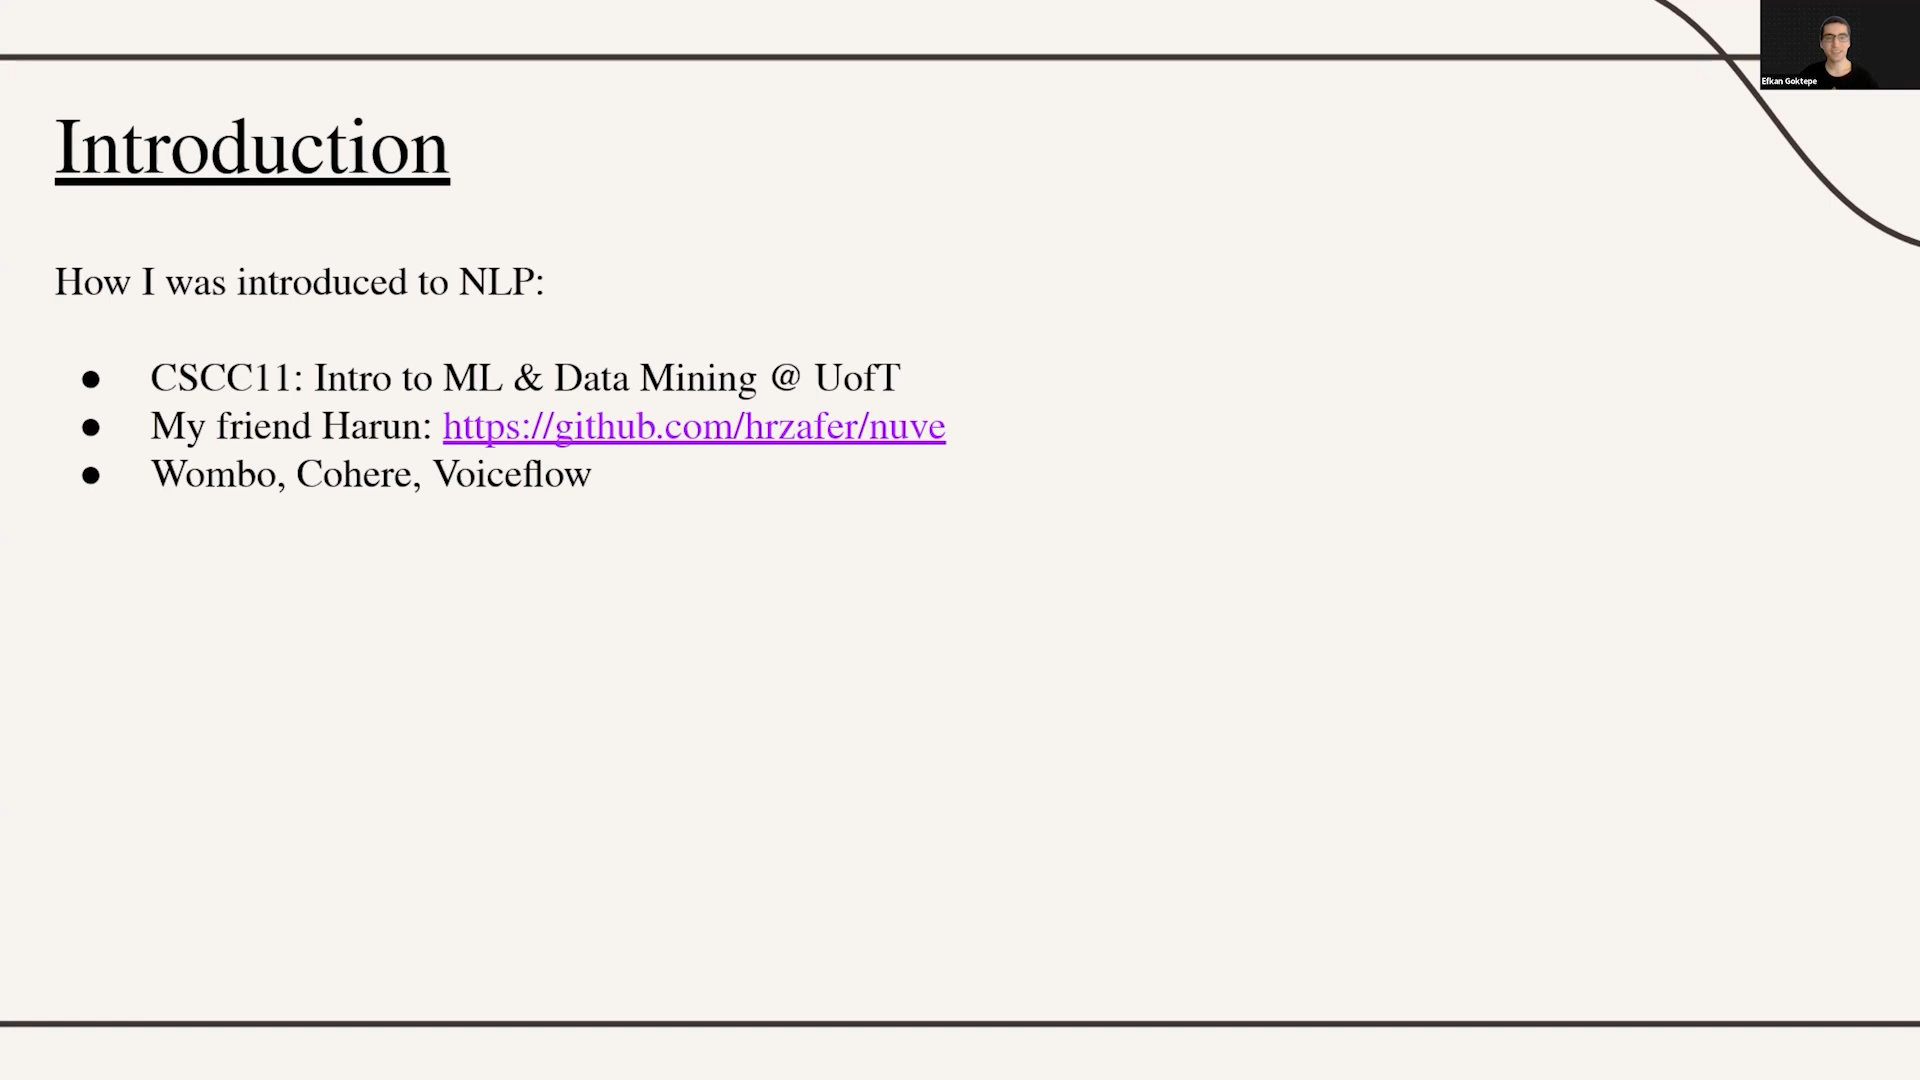 Efkan Goktepe
Introduction
How I was introduced to NLP:
● CSCC11: Intro to ML & Data Mining @ UofT
● My friend Harun: https://github.com/hrzafer/nuve
● Wombo, Cohere, Voiceflow